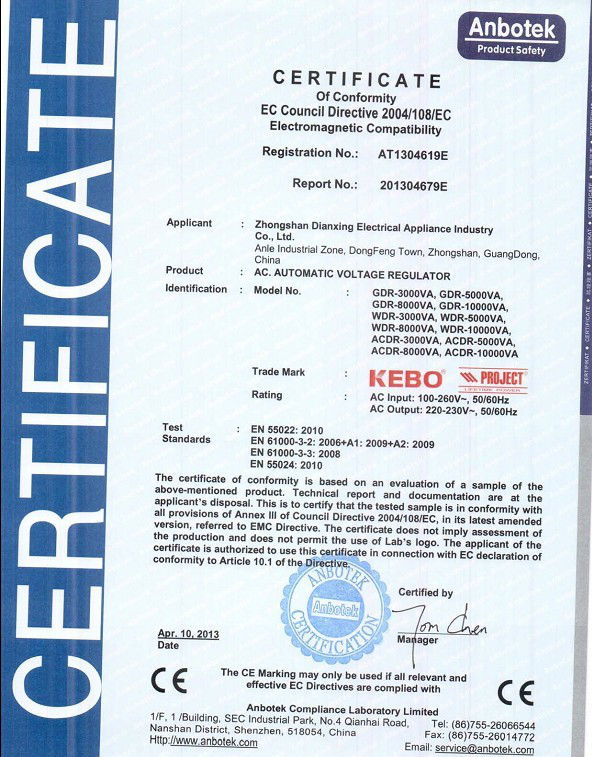 CERTIFICATE
Anbotek
Product Safety
CERTIFICATE
Of Conformity
EC Council Directive 2004/108/EC
Electromagnetic Compatibility
Registration No.: AT1304619E
Report No.: 201304679E
Applicant : Zhongshan Dianxing Electrical Appliance Industry
Co., Ltd.
Anle Industrial Zone, DongFeng Town, Zhongshan, GuangDong,
China
Product : AC. AUTOMATIC VOLTAGE REGULATOR
Identification : Model No. : GDR-3000VA, GDR-5000VA,
GDR-8000VA, GDR-10000VA,
WDR-3000VA, WDR-5000VA,
WDR-8000VA, WDR-10000VA,
ACDR-3000VA, ACDR-5000VA,
ACDR-8000VA, ACDR-10000VA
Trade Mark : KEBO® PROJECT
LIFETIME POWER
Rating : AC Input: 100-260V~, 50/60Hz
AC Output: 220-230V~, 50/60Hz
Test : EN 55022: 2010
Standards EN 61000-3-2: 2006+A1: 2009+A2: 2009
EN 61000-3-3: 2008
EN 55024: 2010
The certificate of conformity is based on an evaluation of a sample of the
above-mentioned product. Technical report and documentation are at the
applicant's disposal. This is to certify that the tested sample is in conformity with
all provisions of Annex III of Council Directive 2004/108/EC, in its latest amended
version, referred to EMC Directive. The certificate does not imply assessment of
the production and does not permit the use of Lab's logo. The applicant of the
certificate is authorized to use this certificate in connection with EC declaration of
conformity to Article 10.1 of the Directive.
ANBOTEK
Anbotek
CERTIFICATION
Certified by
Tom Chen
Manager
Apr. 10, 2013
Date
CE
The CE Marking may only be used if all relevant and
effective EC Directives are complied with
CE
Anbotek Compliance Laboratory Limited
1/F, 1 /Building, SEC Industrial Park, No.4 Qianhai Road,
Nanshan District, Shenzhen, 518054, China
Http://www.anbotek.com
Tel: (86)755-26066544
Fax: (86)755-26014772
Email: service@anbotek.com